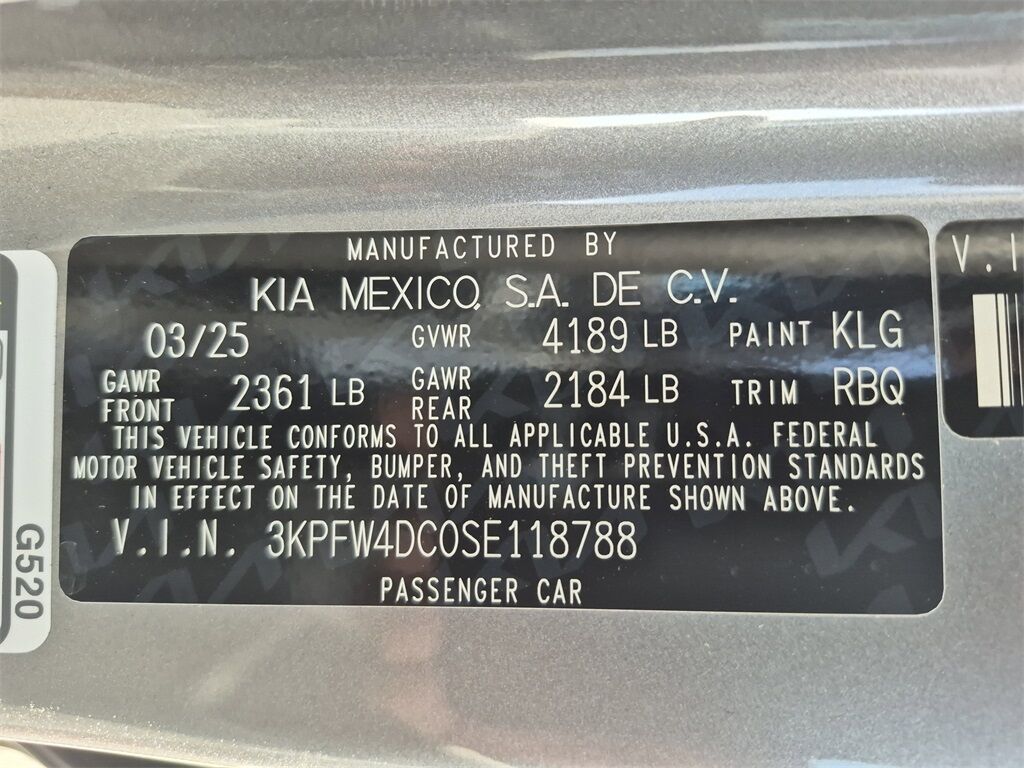 MANUFACTURED BY
KIA MEXICO, S.A. DE C.V.
03/25 GVWR 4189 LB PAINT KLG
GAWR FRONT 2361 LB GAWR REAR 2184 LB TRIM RBQ
THIS VEHICLE CONFORMS TO ALL APPLICABLE U.S.A. FEDERAL
MOTOR VEHICLE SAFETY, BUMPER, AND THEFT PREVENTION STANDARDS
IN EFFECT ON THE DATE OF MANUFACTURE SHOWN ABOVE.
V.I.N. 3KPFW4DC0SE118788
PASSENGER CAR
G520